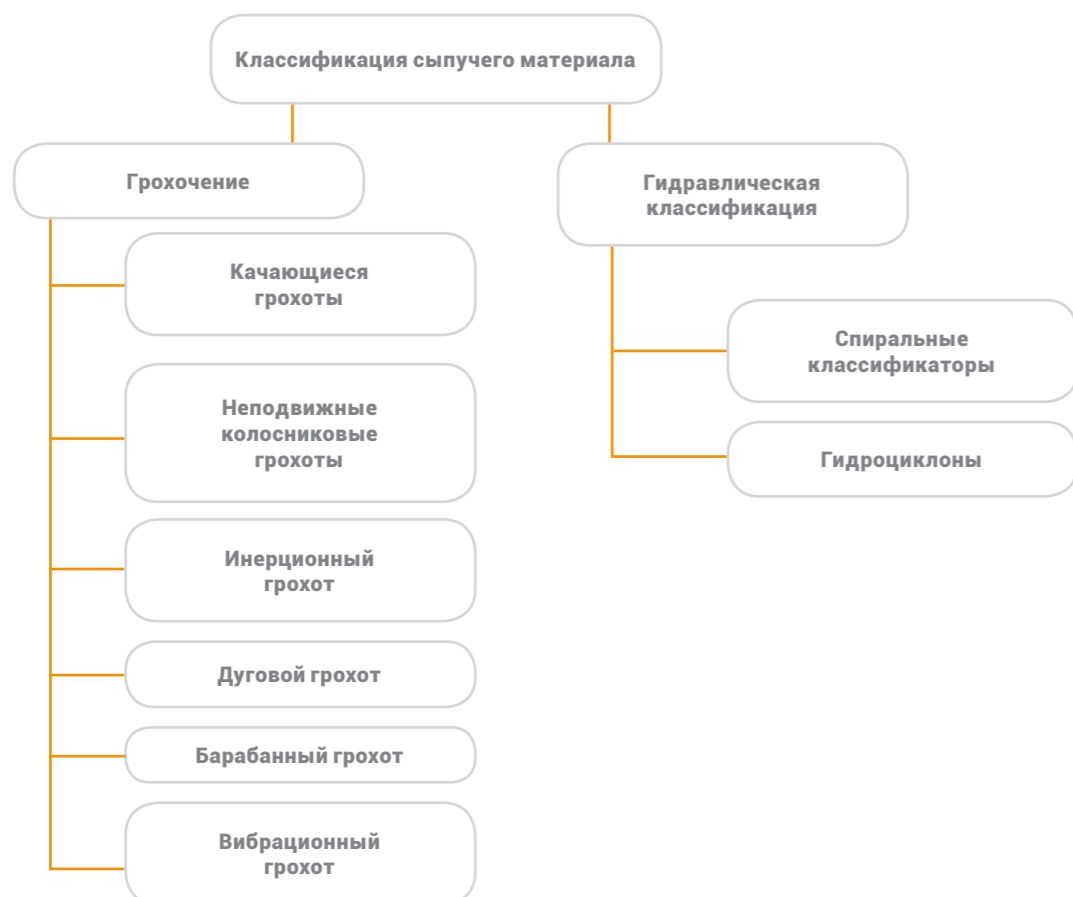 Классификация сыпучего материала
Грохочение
Качающиеся
грохоты
Неподвижные
колосниковые
грохоты
Инерционный
грохот
Дуговой грохот
Барабанный грохот
Вибрационный
грохот
Гидравлическая
классификация
Спиральные
классификаторы
Гидроциклоны